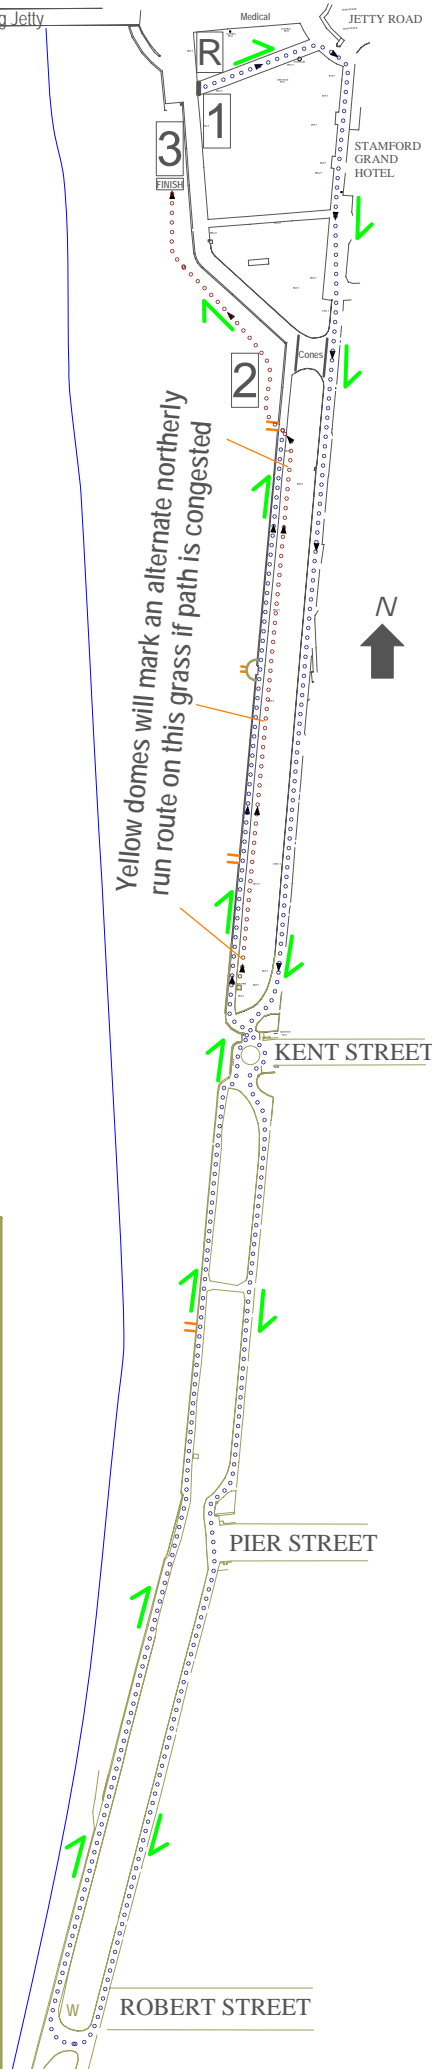 g Jetty
Medical
JETTY ROAD
R
1
3
FINISH
STAMFORD
GRAND
HOTEL
Cones
2
Yellow domes will mark an alternate northerly
run route on this grass if path is congested
N
KENT STREET
PIER STREET
W
ROBERT STREET